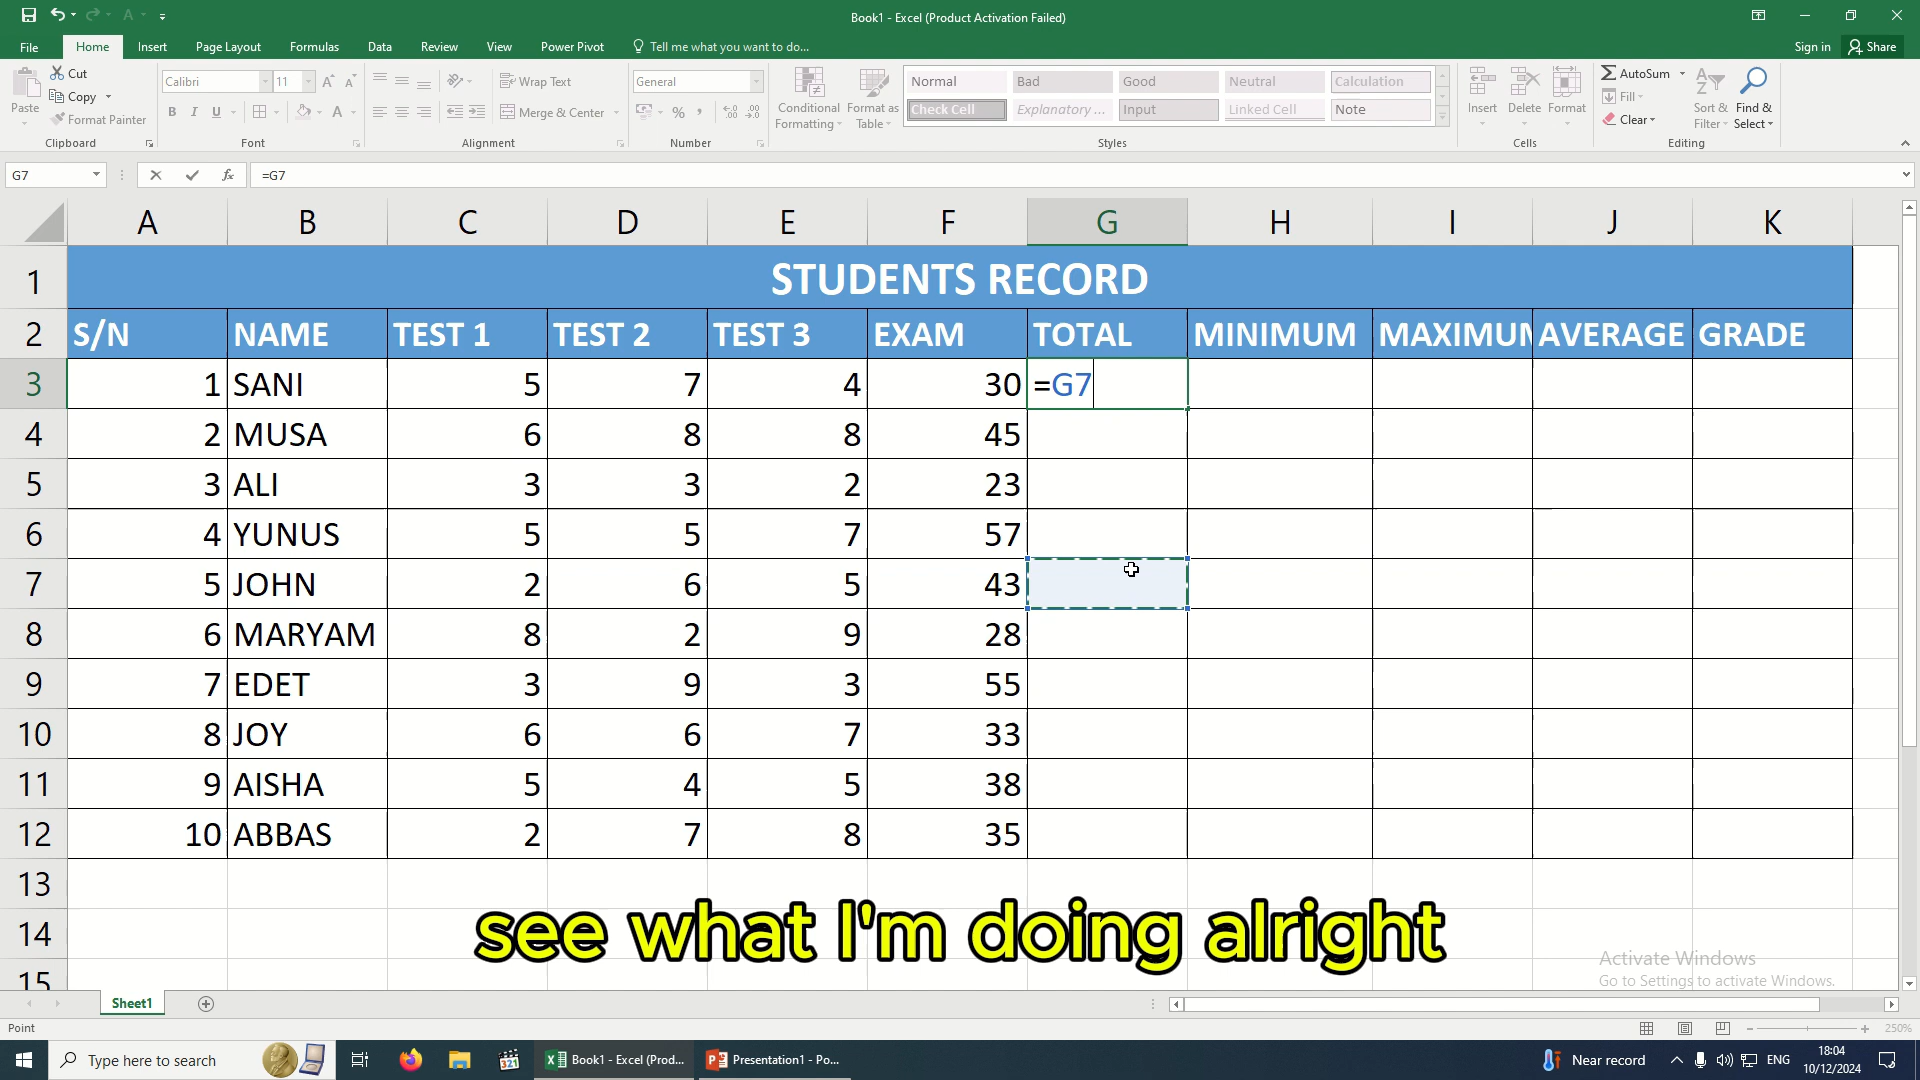 Book1 - Excel (Product Activation Failed)
File Home Insert Page Layout Formulas Data Review View Power Pivot Tell me what you want to do... Sign in Share
Paste Cut Copy Format Painter Clipboard
Calibri 11 B I U A Font
Wrap Text Merge & Center Alignment
General % , Number
Conditional Formatting Format as Table
Normal Bad Good Neutral Calculation
Check Cell Explanatory ... Input Linked Cell Note
Styles
Insert Delete Format Cells
AutoSum Fill Clear Sort & Filter Find & Select Editing
G7 fx =G7
A B C D E F G H I J K
1 STUDENTS RECORD
2 S/N NAME TEST 1 TEST 2 TEST 3 EXAM TOTAL MINIMUM MAXIMUM AVERAGE GRADE
3 1 SANI 5 7 4 30 =G7
4 2 MUSA 6 8 8 45
5 3 ALI 3 3 2 23
6 4 YUNUS 5 5 7 57
7 5 JOHN 2 6 5 43
8 6 MARYAM 8 2 9 28
9 7 EDET 3 9 3 55
10 8 JOY 6 6 7 33
11 9 AISHA 5 4 5 38
12 10 ABBAS 2 7 8 35
13
14
15
see what I'm doing alright
Activate Windows
Go to Settings to activate Windows.
Sheet1
Point 250%
Type here to search Book1 - Excel (Prod... Presentation1 - Po... Near record ENG 18:04
10/12/2024